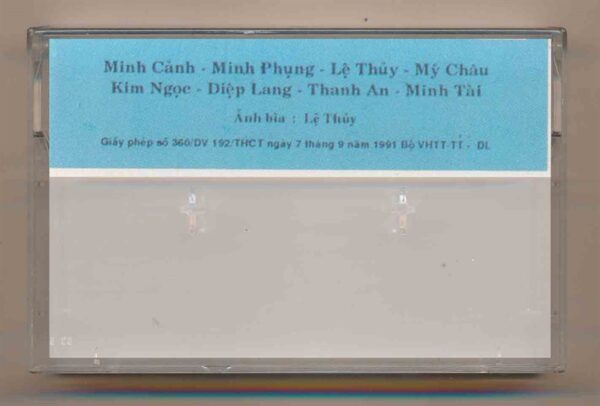 Minh Cảnh - Minh Phụng - Lệ Thủy - Mỹ Châu
Kim Ngọc - Diệp Lang - Thanh An - Minh Tài
Ảnh bìa : Lệ Thủy
Giấy phép số 360/DV 192/THCT ngày 7 tháng 9 năm 1991 Bộ VHTT-TT - DL